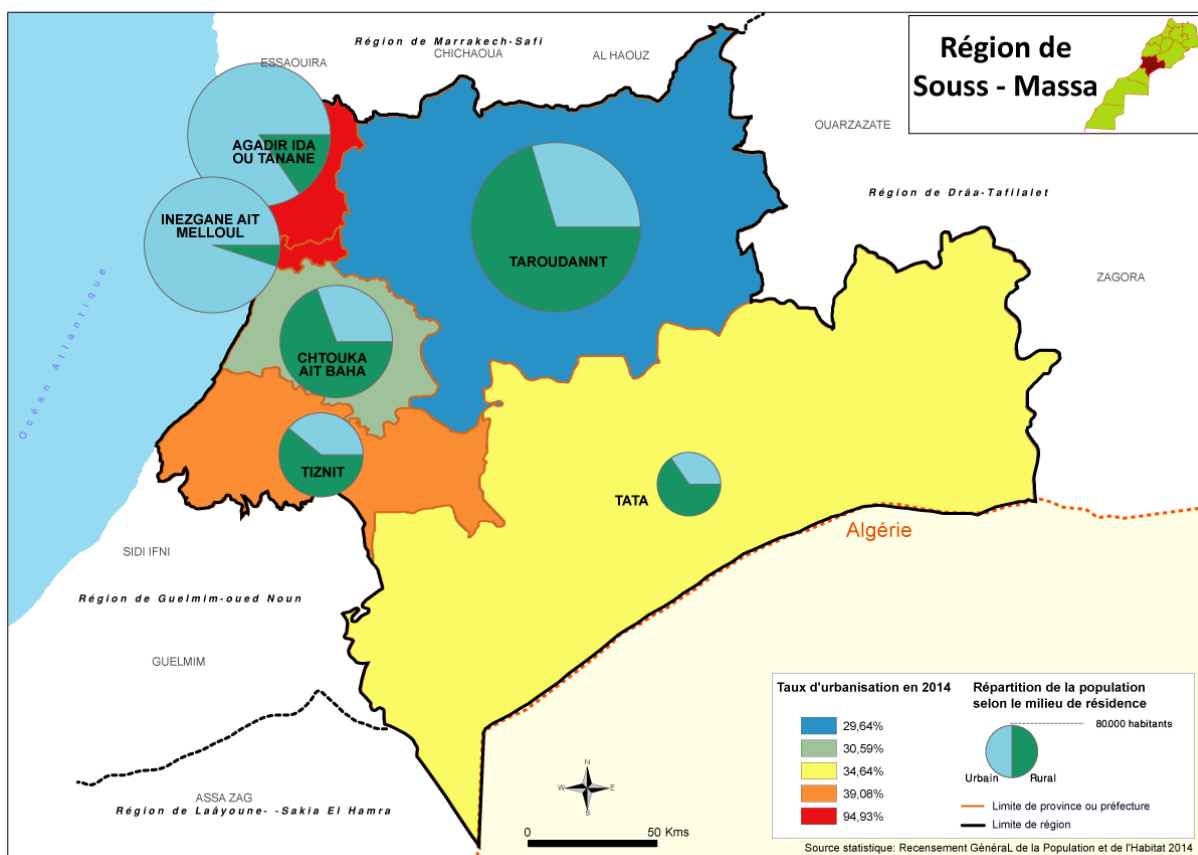 Région de
Souss - Massa
Région de Marrakech-Safi
CHICHAOUA
ESSAOUIRA
AL HAOUZ
OUARZAZATE
AGADIR IDA
OU TANANE
Région de Drâa-Tafilalet
INEZGANE AIT
MELLOUL
TAROUDANNT
ZAGORA
Océan Atlantique
CHTOUKA
AIT BAHA
TIZNIT
TATA
Algérie
SIDI IFNI
Région de Guelmim-oued Noun
GUELMIM
ASSA ZAG
Région de Laâyoune- -Sakia El Hamra
N
W
E
S
0
50 Kms
Taux d'urbanisation en 2014
29,64%
30,59%
34,64%
39,08%
94,93%
Répartition de la population
selon le milieu de résidence
80.000 habitants
Urbain
Rural
Limite de province ou préfecture
Limite de région
Source statistique: Recensement GénéraL de la Population et de l'Habitat 2014